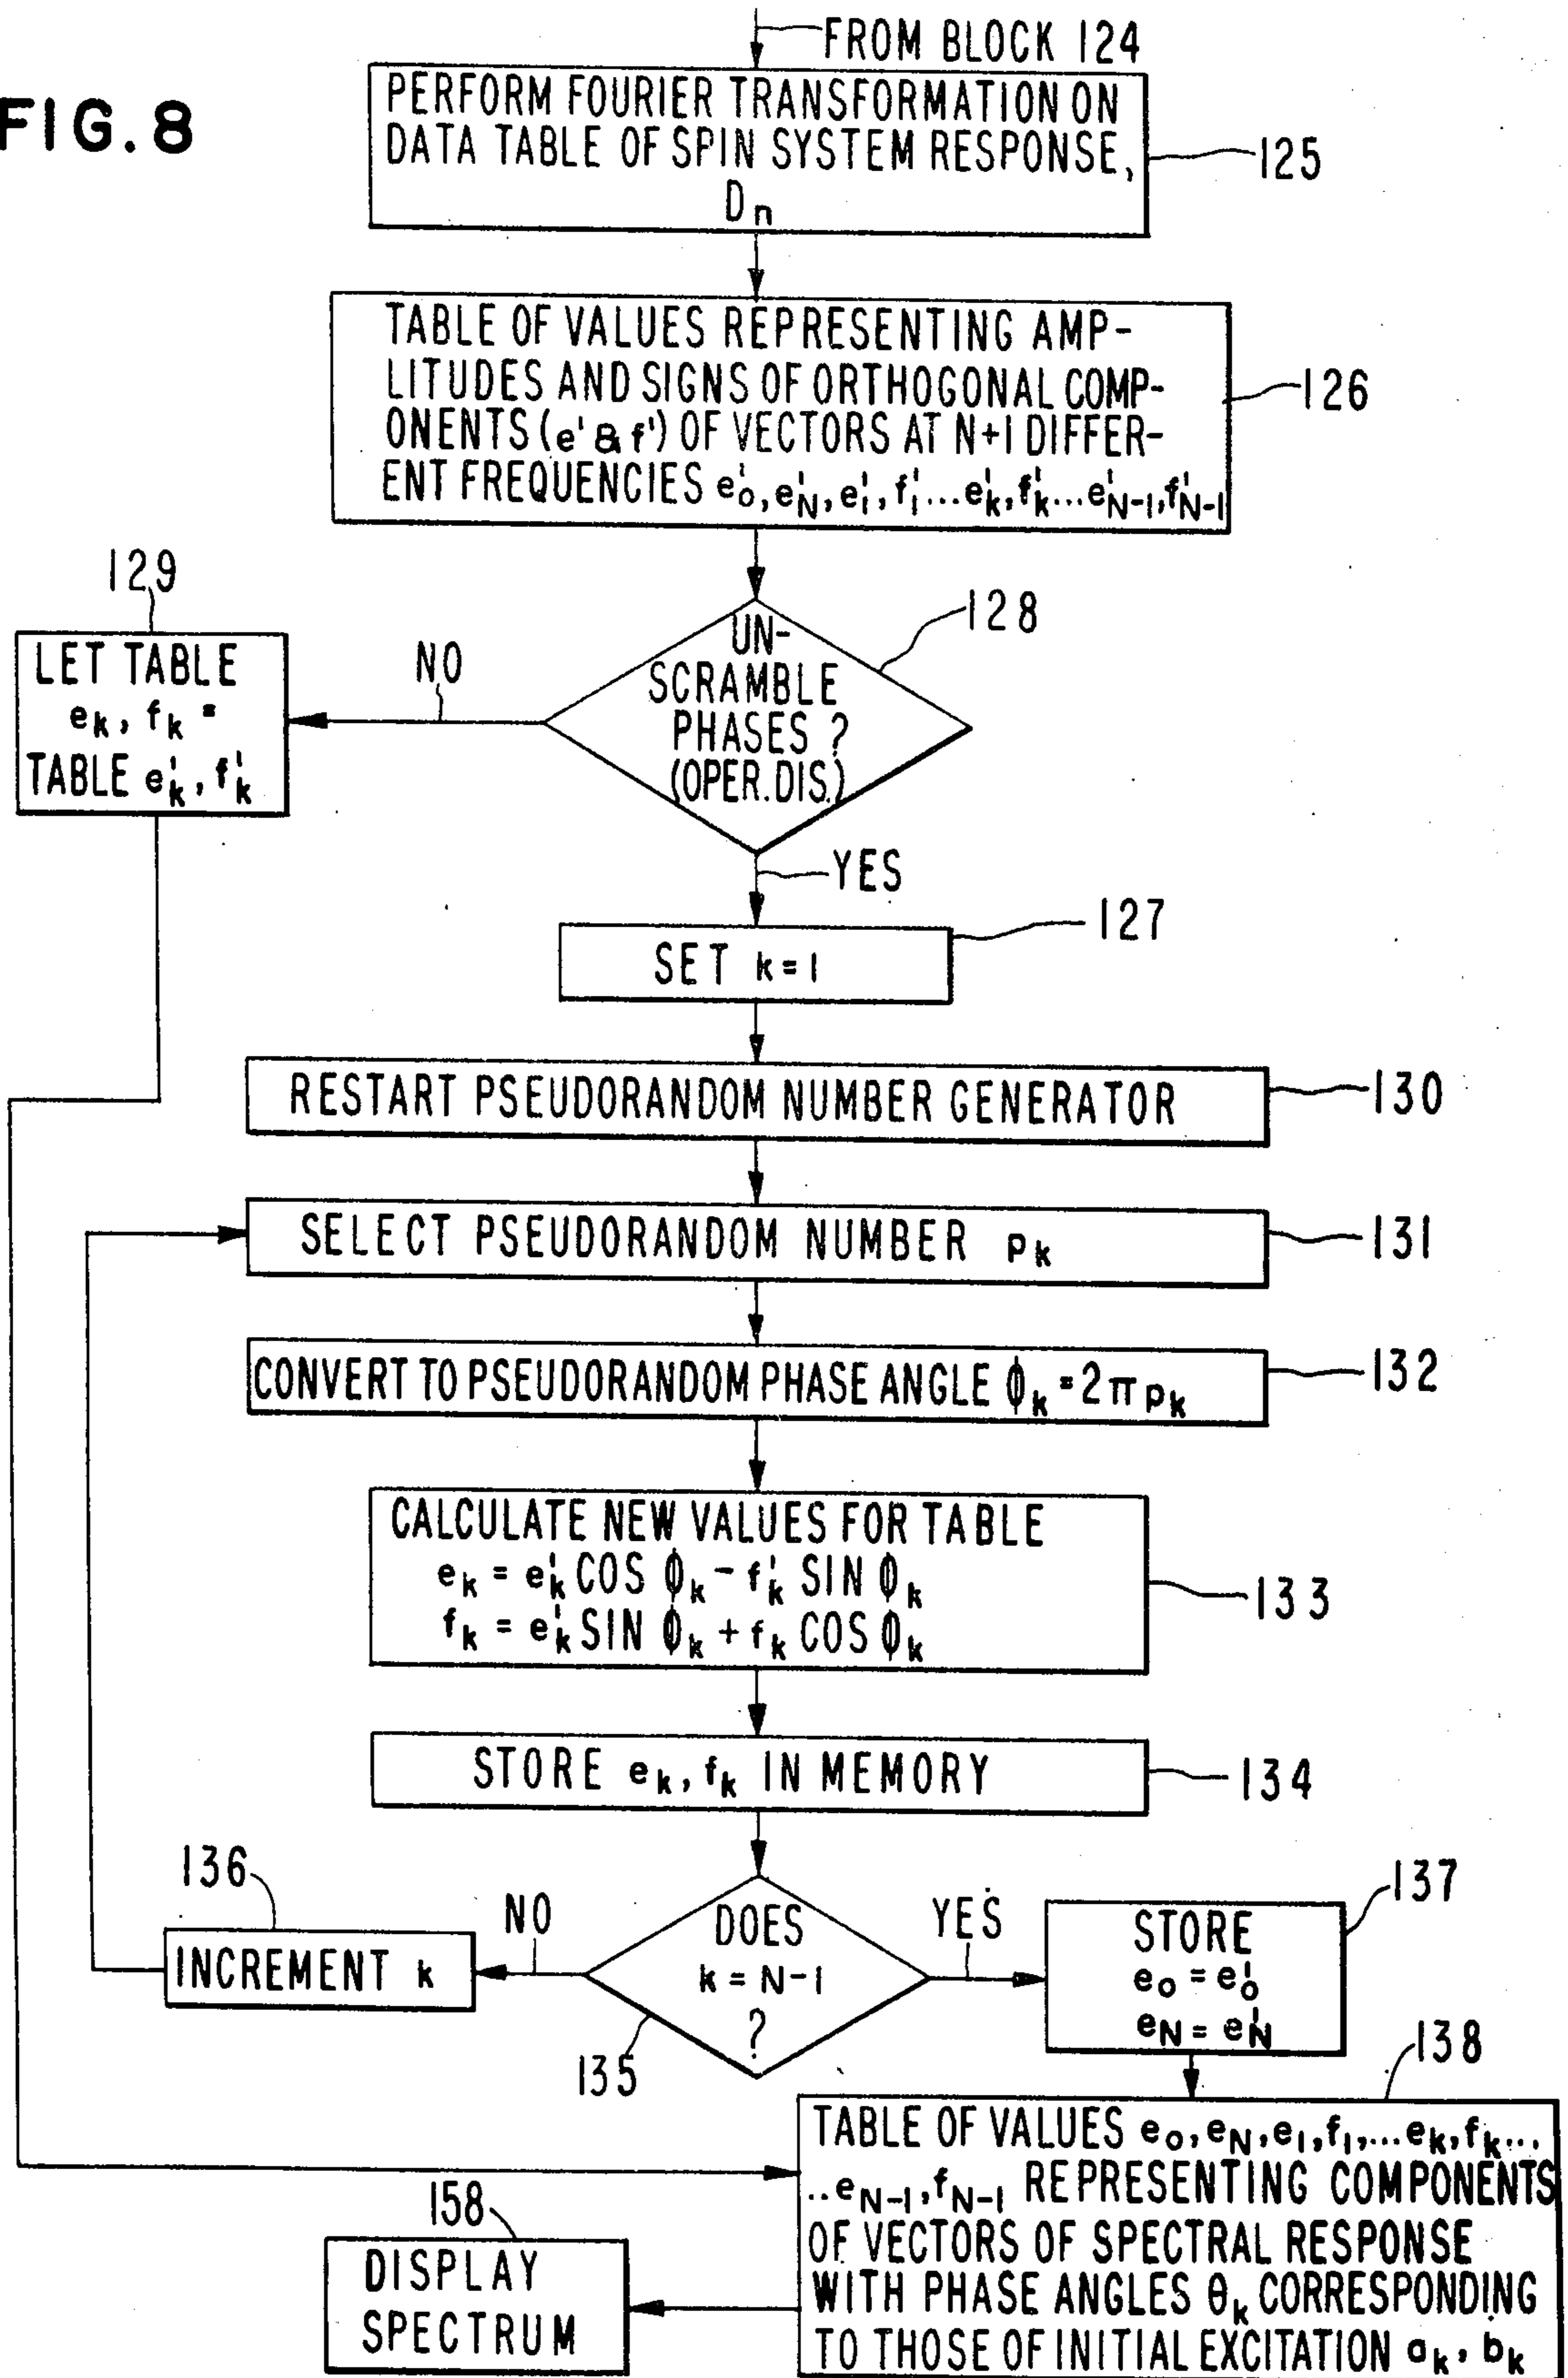 FIG. 8
FROM BLOCK 124
PERFORM FOURIER TRANSFORMATION ON
DATA TABLE OF SPIN SYSTEM RESPONSE,
Dn
125
TABLE OF VALUES REPRESENTING AMP-
LITUDES AND SIGNS OF ORTHOGONAL COMP-
ONENTS (e' & f') OF VECTORS AT N+1 DIFFER-
ENT FREQUENCIES e'o, e'N, e'1, f'1 ... e'k, f'k ... e'N-1, f'N-1
126
UN-
SCRAMBLE
PHASES ?
(OPER. DIS.)
128
NO
129
LET TABLE
ek, fk =
TABLE e'k, f'k
YES
SET k = 1
127
RESTART PSEUDORANDOM NUMBER GENERATOR
130
SELECT PSEUDORANDOM NUMBER pk
131
CONVERT TO PSEUDORANDOM PHASE ANGLE ϕk = 2π pk
132
CALCULATE NEW VALUES FOR TABLE
ek = e'k COS ϕk - f'k SIN ϕk
fk = e'k SIN ϕk + fk COS ϕk
133
STORE ek, fk IN MEMORY
134
DOES
k = N-1
?
135
NO
136
INCREMENT k
YES
137
STORE
eo = e'o
eN = e'N
138
TABLE OF VALUES eo, eN, e1, f1, ... ek, fk ...
.. eN-1, fN-1 REPRESENTING COMPONENTS
OF VECTORS OF SPECTRAL RESPONSE
WITH PHASE ANGLES θk CORRESPONDING
TO THOSE OF INITIAL EXCITATION ak, bk
158
DISPLAY
SPECTRUM